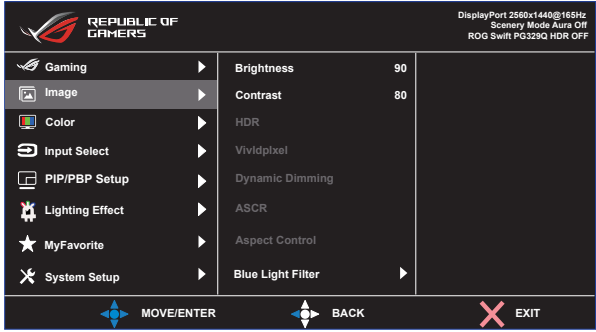 REPUBLIC OF
GAMERS
DisplayPort 2560x1440@165Hz
Scenery Mode Aura Off
ROG Swift PG329Q HDR OFF
Gaming
Image
Color
Input Select
PIP/PBP Setup
Lighting Effect
MyFavorite
System Setup
Brightness 90
Contrast 80
HDR
Vividpixel
Dynamic Dimming
ASCR
Aspect Control
Blue Light Filter
MOVE/ENTER
BACK
EXIT